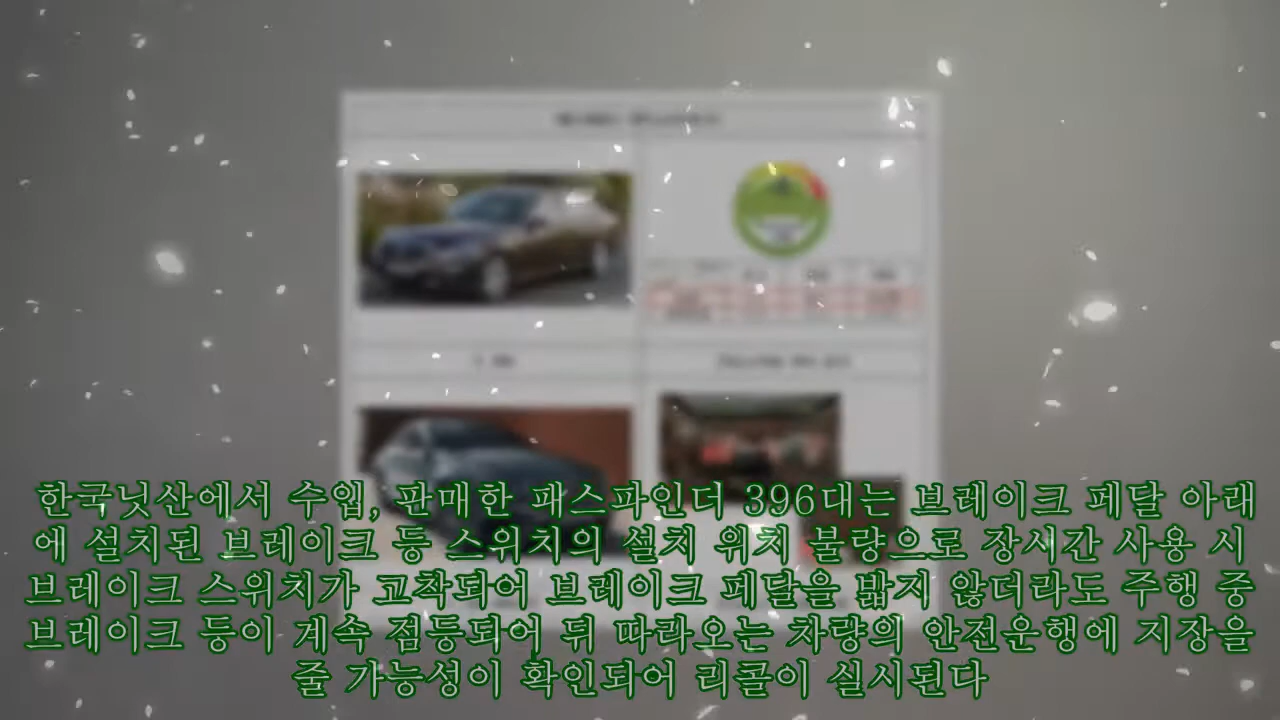 한국닛산에서 수입, 판매한 패스파인더 396대는 브레이크 페달 아래
에 설치된 브레이크 등 스위치의 설치 위치 불량으로 장시간 사용 시
브레이크 스위치가 고착되어 브레이크 페달을 밟지 않더라도 주행 중
브레이크 등이 계속 점등되어 뒤 따라오는 차량의 안전운행에 지장을
줄 가능성이 확인되어 리콜이 실시된다